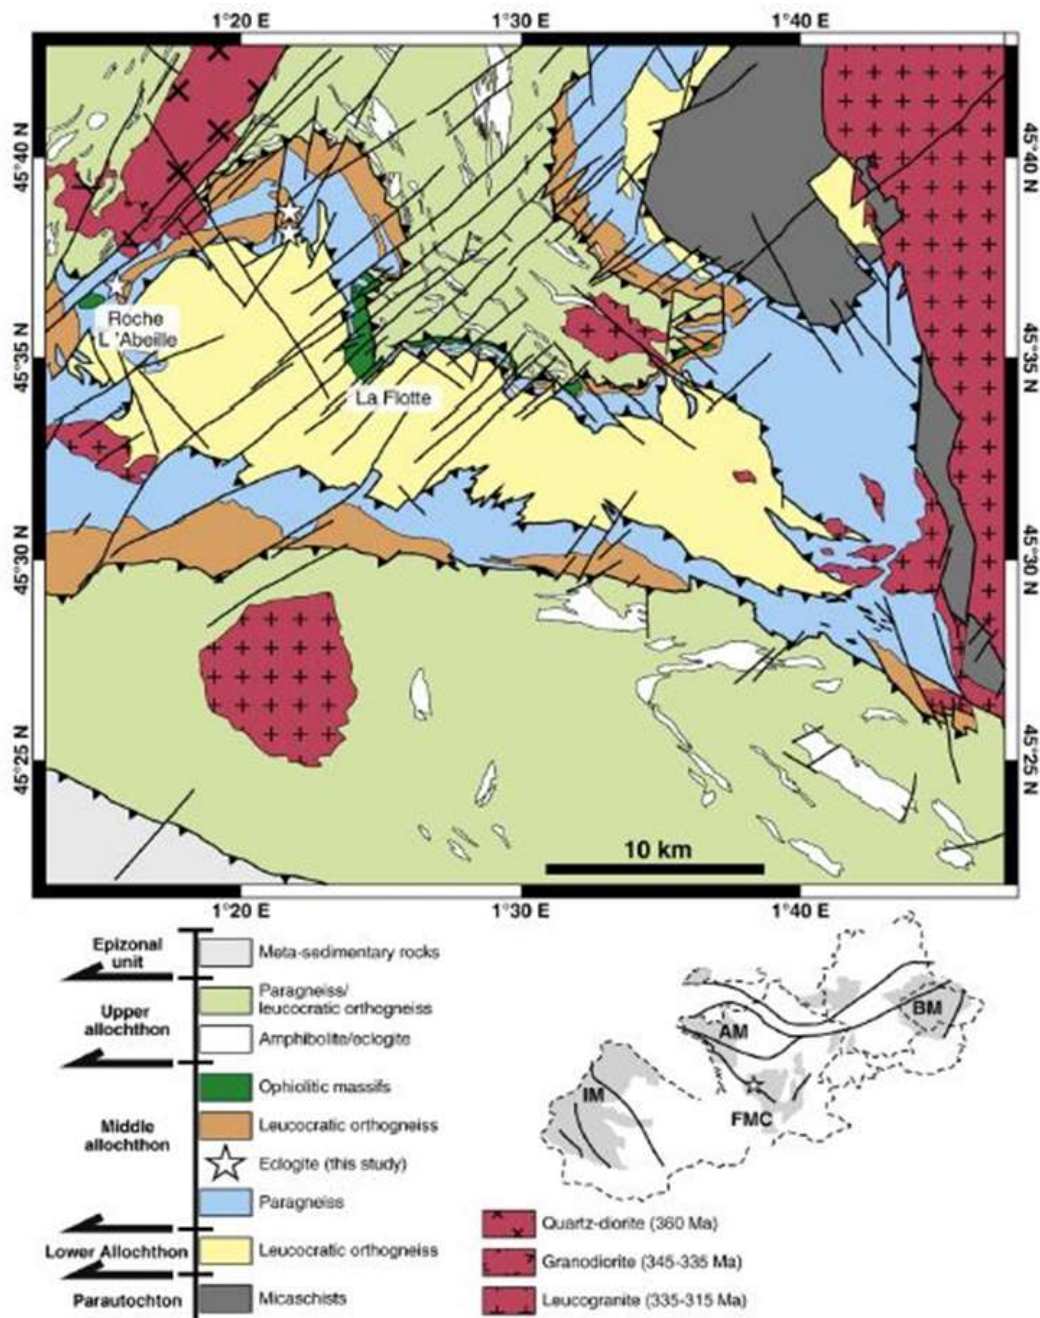 1°20 E
1°30 E
1°40 E
45°40 N
45°40 N
Roche
L 'Abeille
45°35 N
45°35 N
La Flotte
45°30 N
45°30 N
45°25 N
45°25 N
10 km
1°20 E
1°30 E
1°40 E
Epizonal
unit
Meta-sedimentary rocks
Upper
allochthon
Paragneiss/
leucocratic orthogneiss
Amphibolite/eclogite
Middle
allochthon
Ophiolitic massifs
Leucocratic orthogneiss
Eclogite (this study)
Paragneiss
Lower Allochthon
Leucocratic orthogneiss
Parautochton
Micaschists
BM
AM
IM
FMC
Quartz-diorite (360 Ma)
Granodiorite (345-335 Ma)
Leucogranite (335-315 Ma)